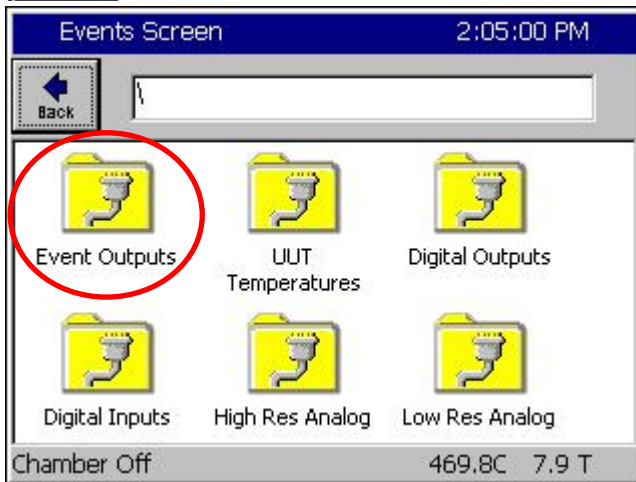 Events Screen 2:05:00 PM
Back
\
Event Outputs
UUT
Temperatures
Digital Outputs
Digital Inputs
High Res Analog
Low Res Analog
Chamber Off 469.8C 7.9 T